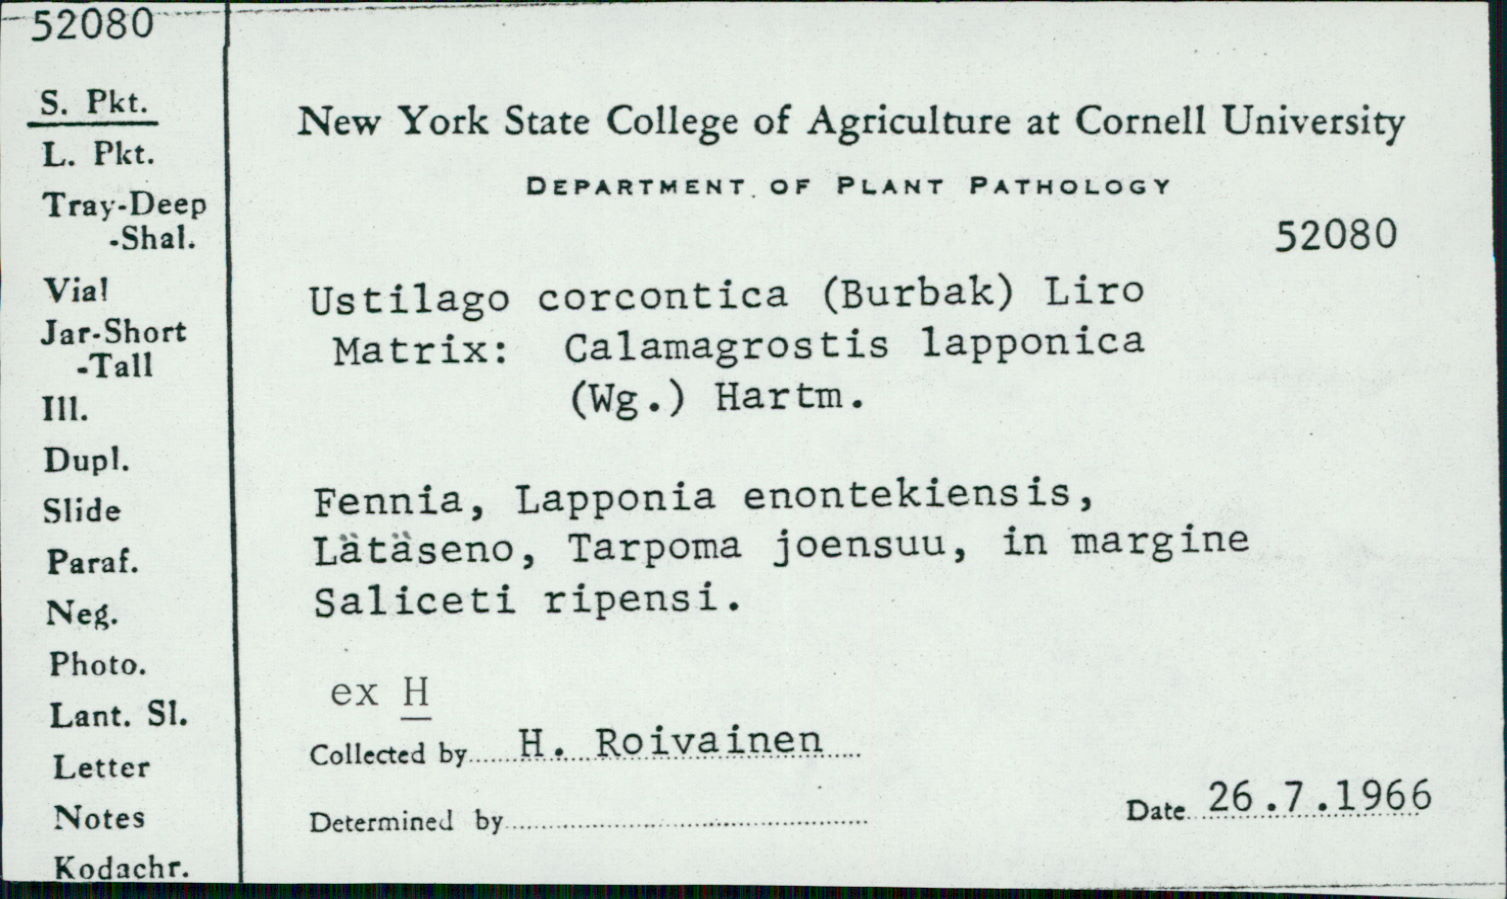 52080
S. Pkt.
L. Pkt.
Tray-Deep
-Shal.
Vial
Jar-Short
-Tall
Ill.
Dupl.
Slide
Paraf.
Neg.
Photo.
Lant. Sl.
Letter
Notes
Kodachr.
New York State College of Agriculture at Cornell University
DEPARTMENT OF PLANT PATHOLOGY
52080
Ustilago corcontica (Burbak) Liro
Matrix: Calamagrostis lapponica
(Wg.) Hartm.
Fennia, Lapponia enontekiensis,
Lätäseno, Tarpoma joensuu, in margine
Saliceti ripensi.
ex H
Collected by H. Roivainen
Determined by
Date 26.7.1966